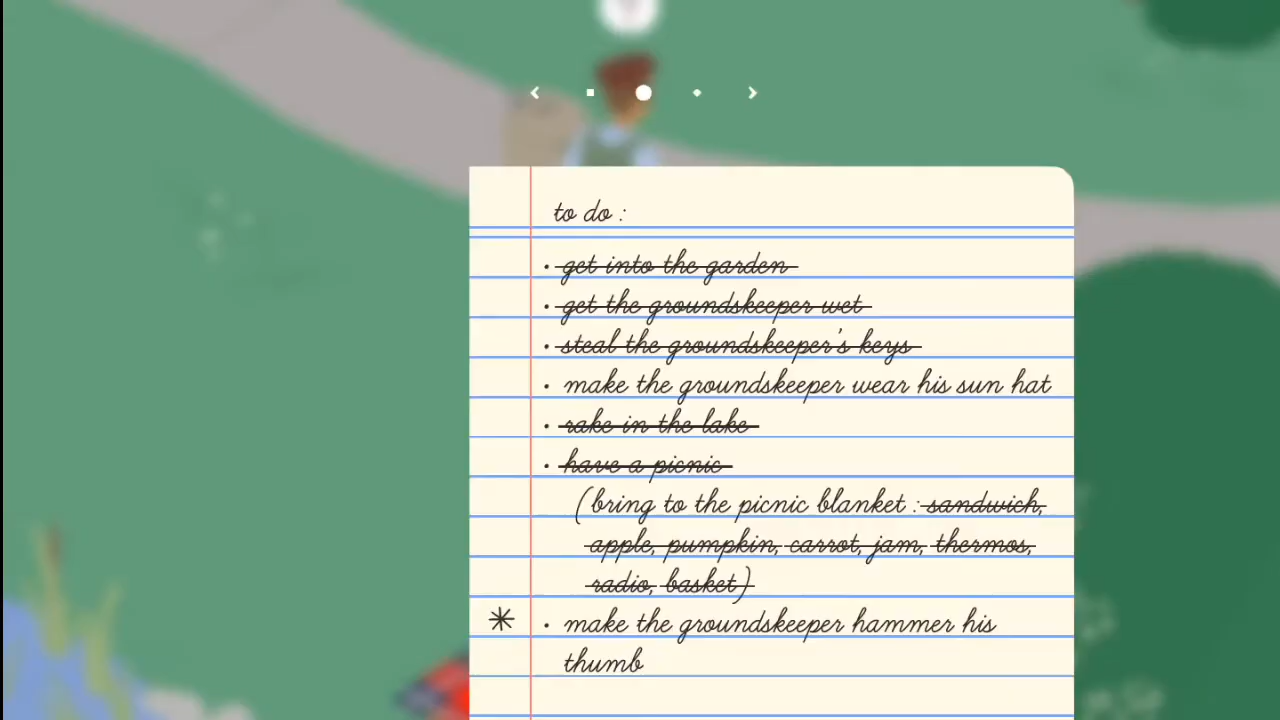 to do :
• get into the garden
• get the groundskeeper wet
• steal the groundskeeper's keys
• make the groundskeeper wear his sun hat
• rake in the lake
• have a picnic
(bring to the picnic blanket : sandwich,
apple, pumpkin, carrot, jam, thermos,
radio, basket)
• make the groundskeeper hammer his
thumb